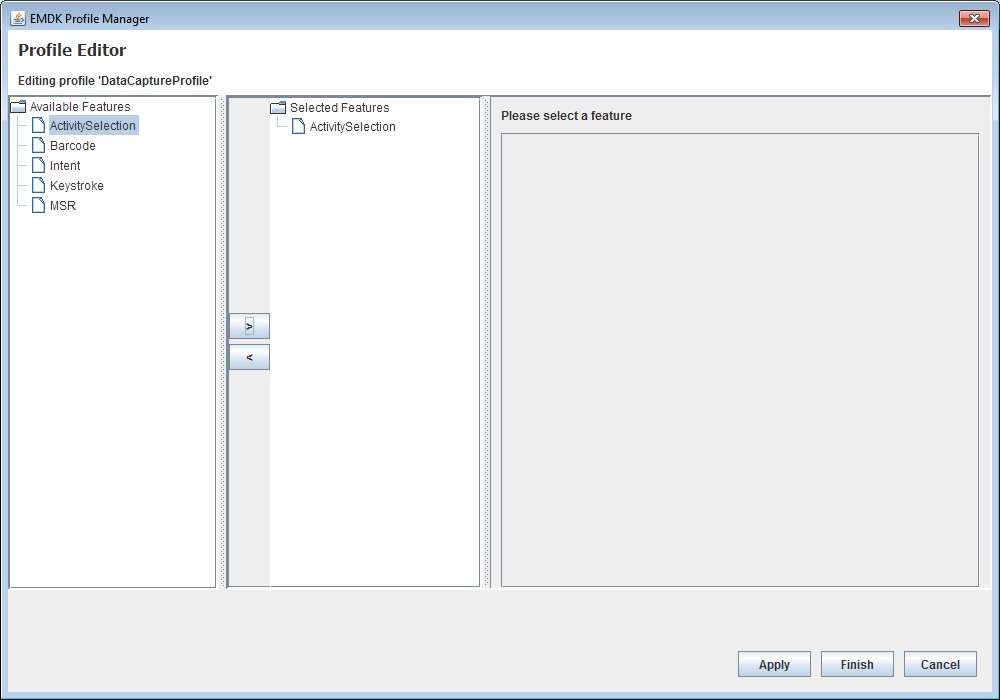 EMDK Profile Manager
Profile Editor
Editing profile 'DataCaptureProfile'
Available Features
ActivitySelection
Barcode
Intent
Keystroke
MSR
>
<
Selected Features
ActivitySelection
Please select a feature
Apply
Finish
Cancel